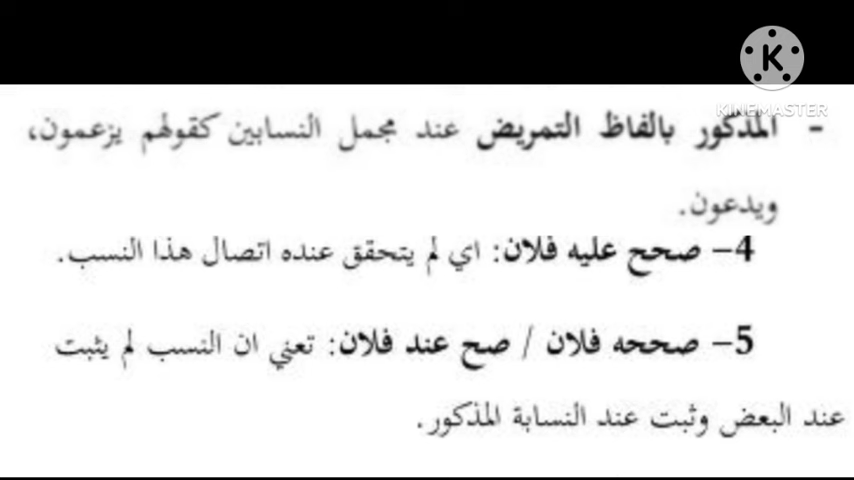 KINEMASTER
- المذكور بالفاظ التمريض عند مجمل النسابين كقولهم يزعمون،
ويدعون.
4- صحح عليه فلان: اي لم يتحقق عنده اتصال هذا النسب.
5- صححه فلان / صح عند فلان: تعني ان النسب لم يثبت
عند البعض وثبت عند النسابة المذكور.